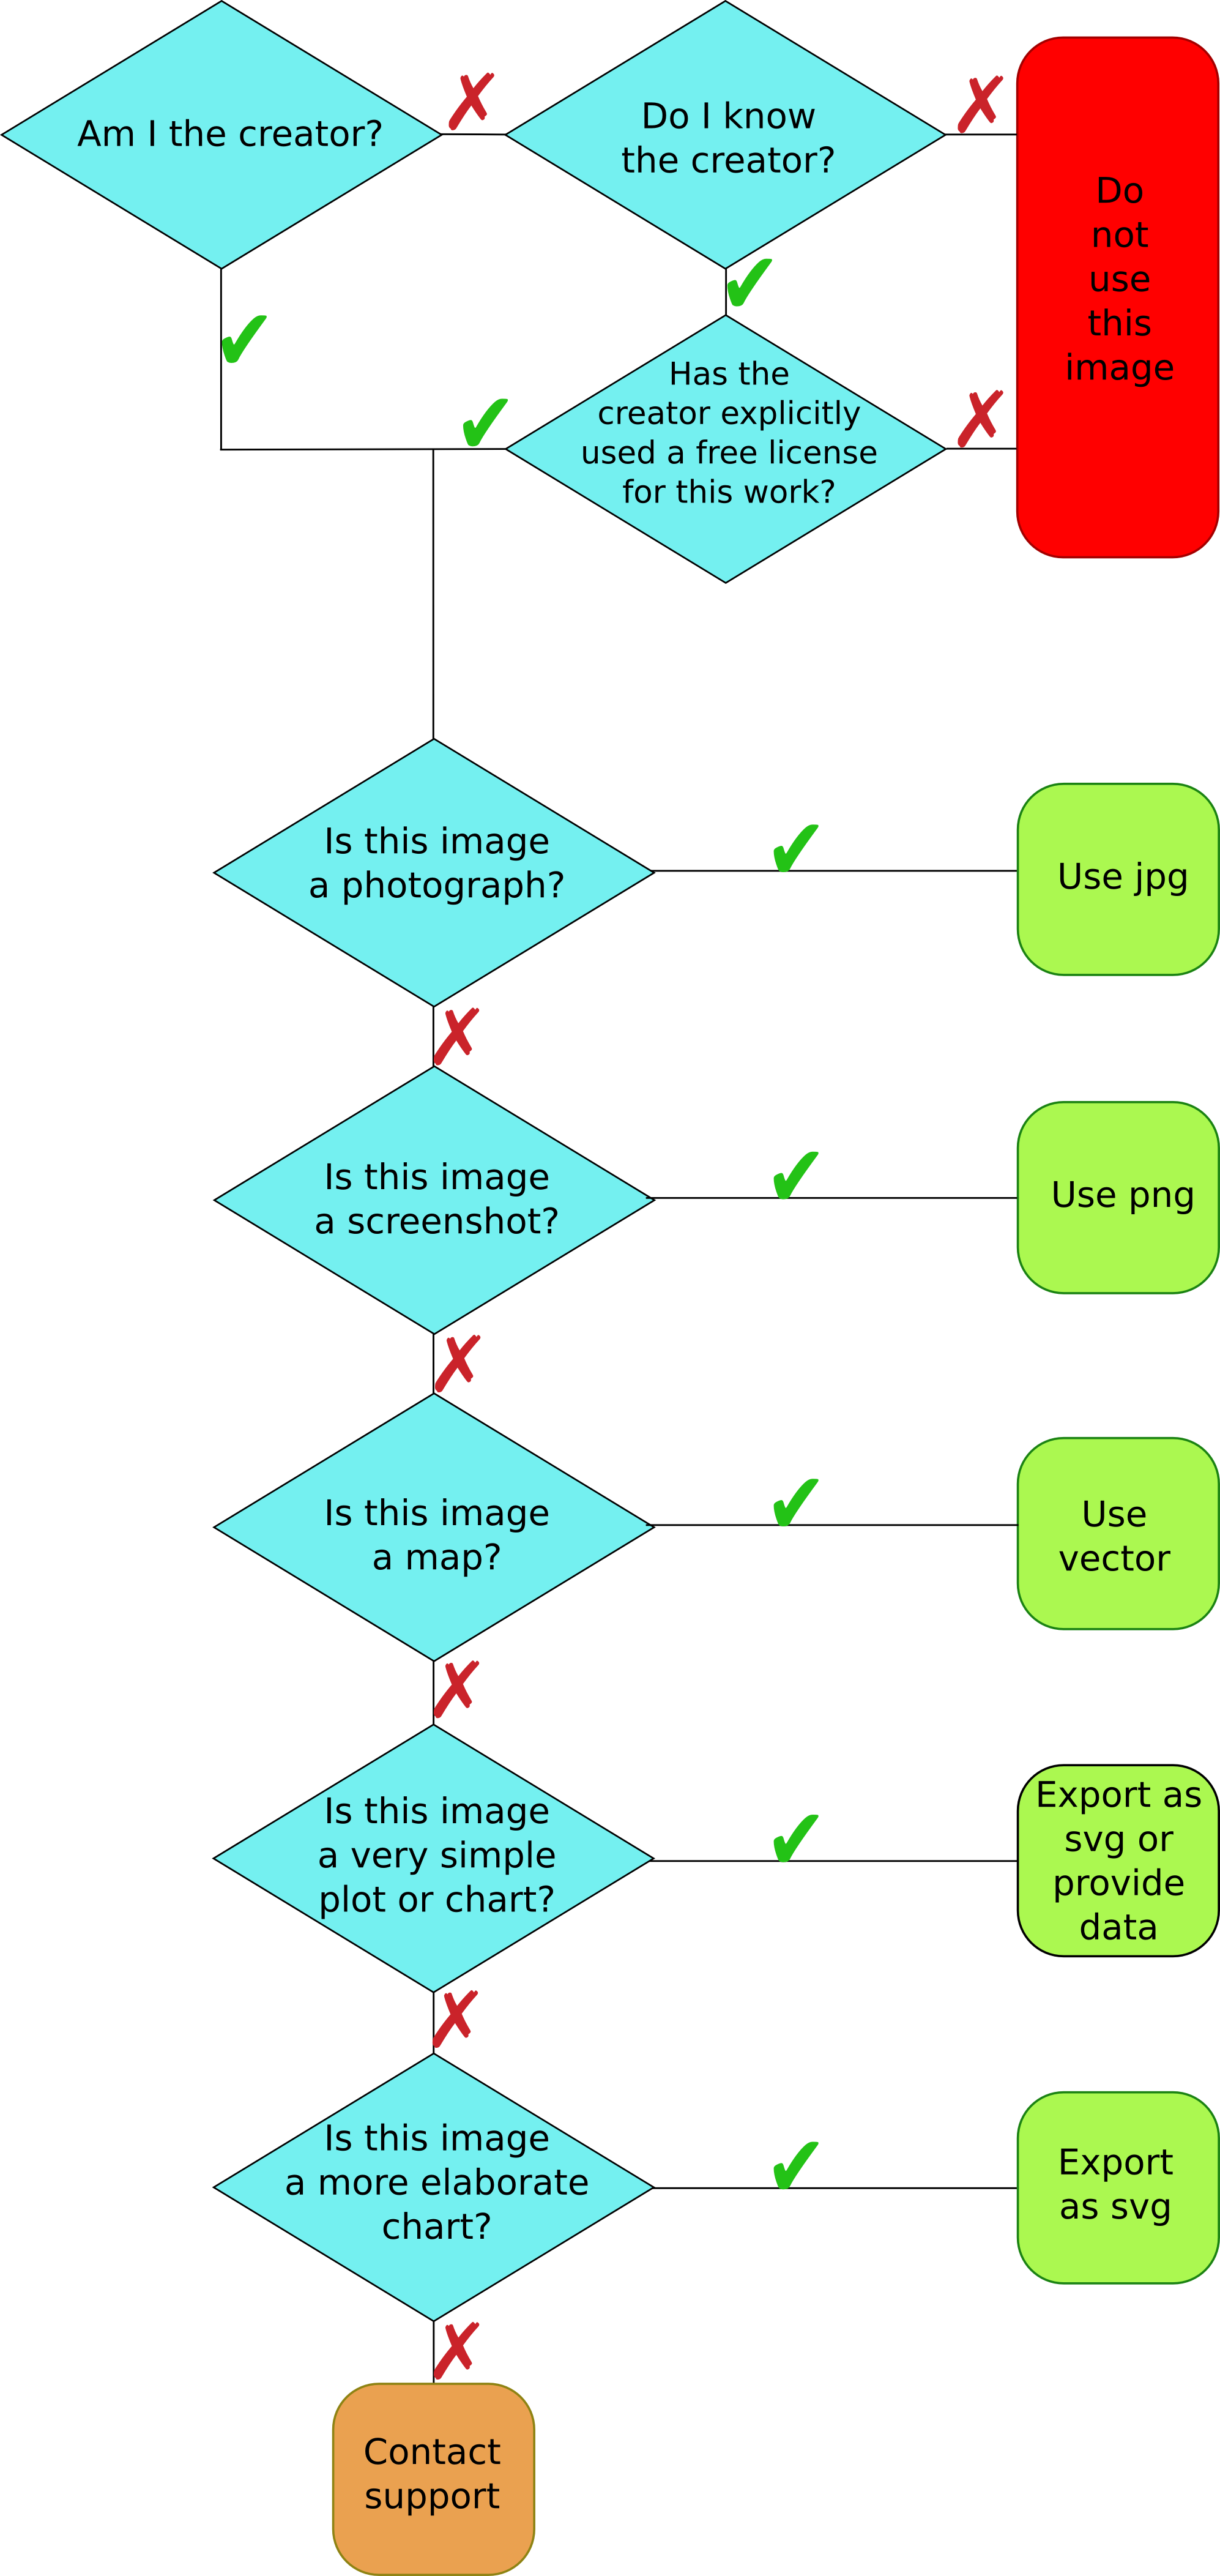 Am I the creator?
Do I know
the creator?
Do
not
use
this
image
Has the
creator explicitly
used a free license
for this work?
Is this image
a photograph?
Use jpg
Is this image
a screenshot?
Use png
Is this image
a map?
Use
vector
Is this image
a very simple
plot or chart?
Export as
svg or
provide
data
Is this image
a more elaborate
chart?
Export
as svg
Contact
support